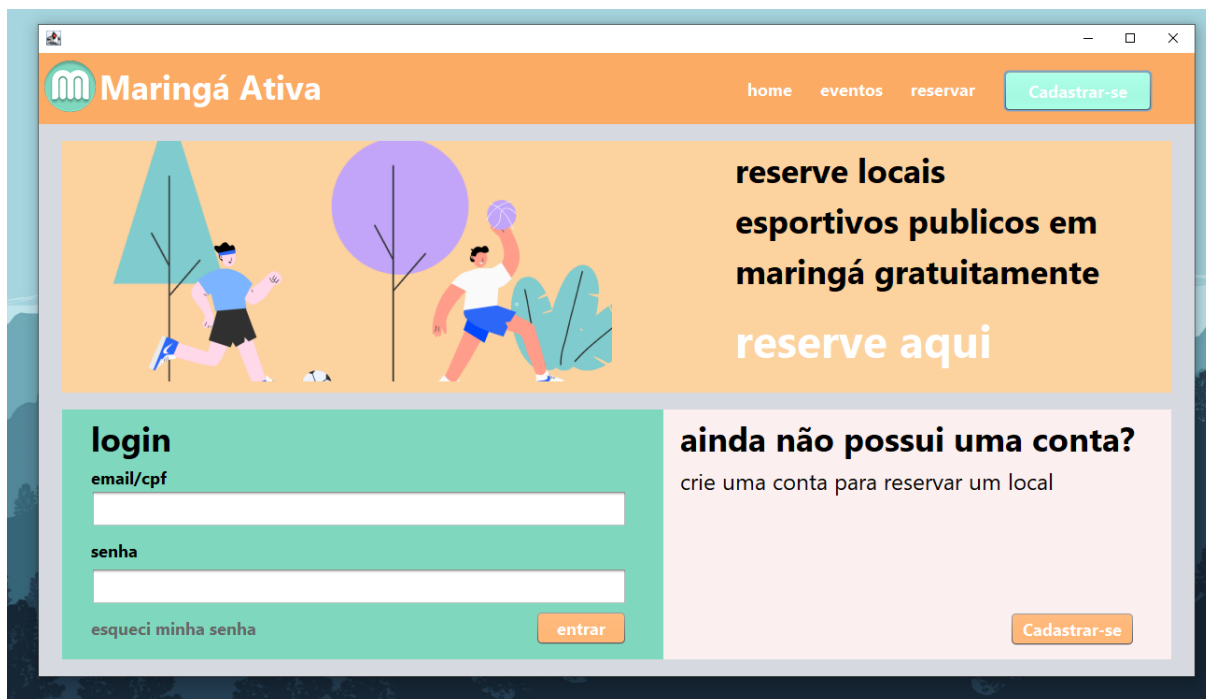 Maringá Ativa
home eventos reservar Cadastrar-se
reserve locais
esportivos publicos em
maringá gratuitamente
reserve aqui
login
email/cpf
senha
esqueci minha senha
entrar
ainda não possui uma conta?
crie uma conta para reservar um local
Cadastrar-se